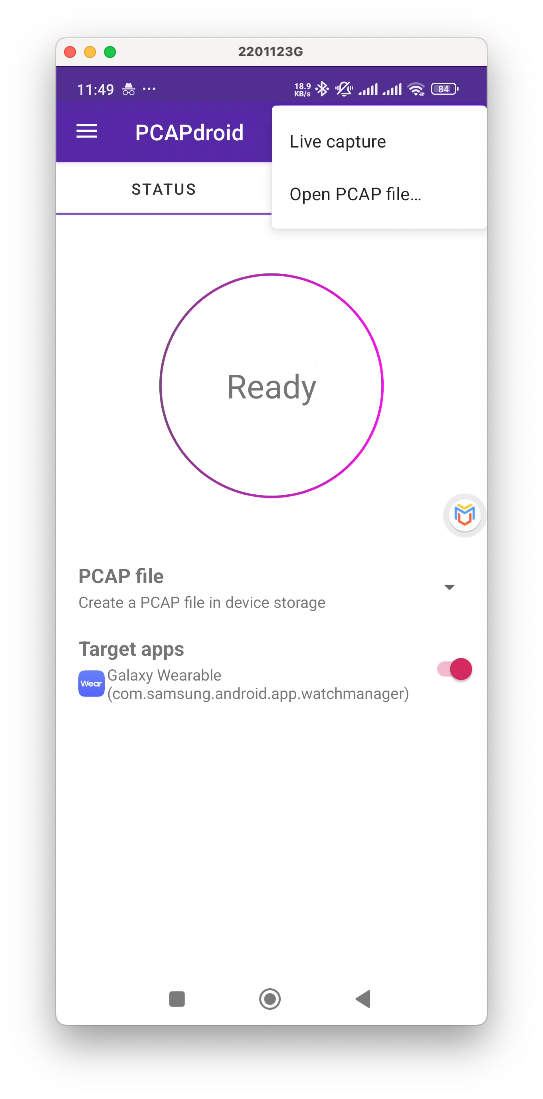 2201123G
11:49
18.9
KB/s
84
PCAPdroid
Live capture
Open PCAP file...
STATUS
Ready
PCAP file
Create a PCAP file in device storage
Target apps
Wear
Galaxy Wearable
(com.samsung.android.app.watchmanager)